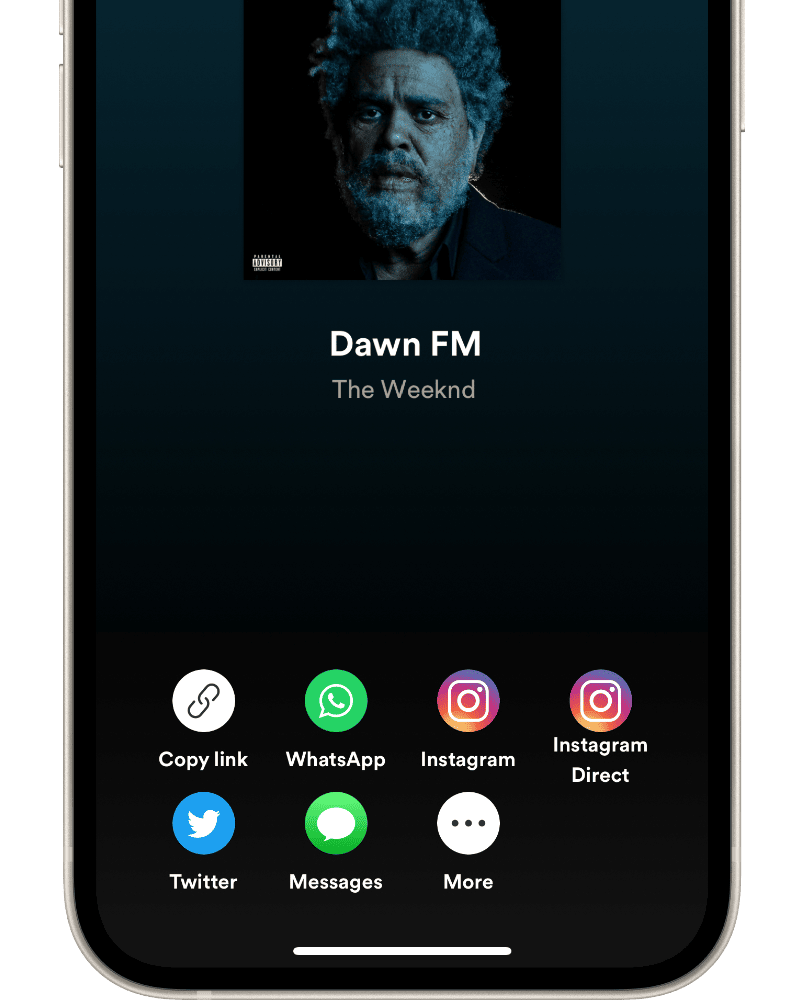 PARENTAL
ADVISORY
EXPLICIT CONTENT
Dawn FM
The Weeknd
Copy link
WhatsApp
Instagram
Instagram
Direct
Twitter
Messages
More